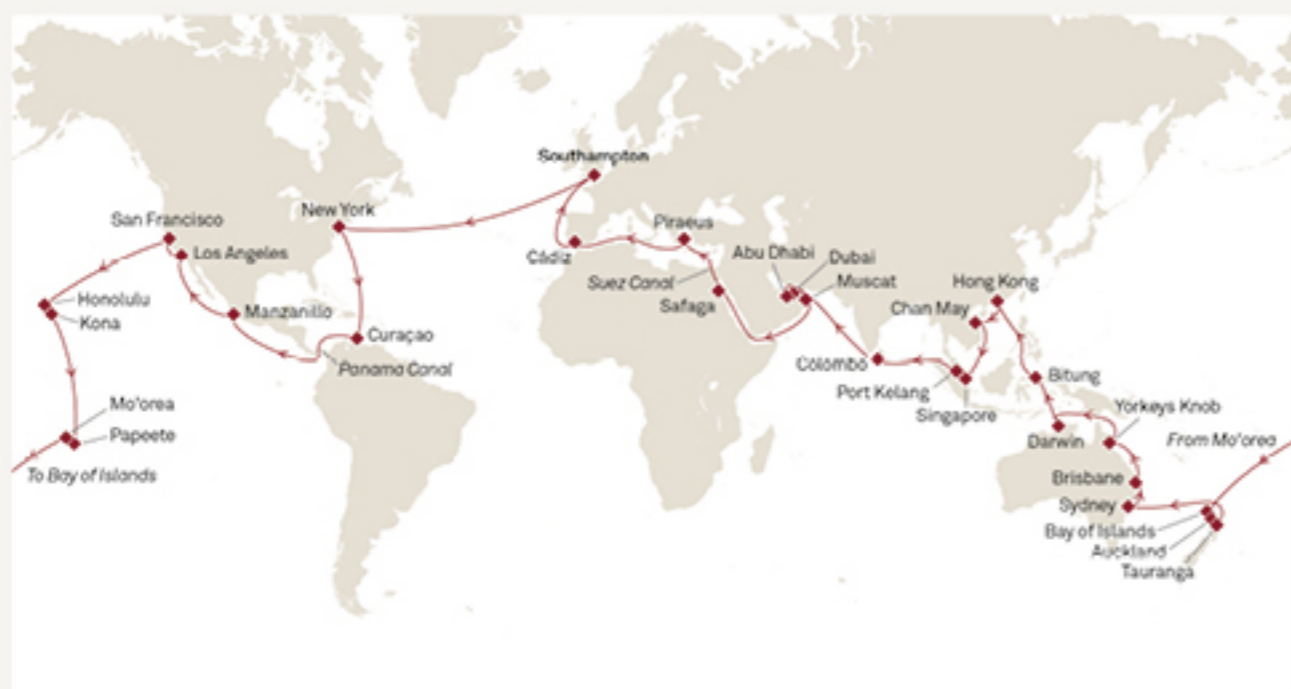 Southampton
New York
San Francisco
Los Angeles
Piraeus
Abu Dhabi
Dubai
Cádiz
Suez Canal
Muscat
Hong Kong
Safaga
Chan May
Honolulu
Kona
Manzanillo
Curaçao
Panama Canal
Colombo
Port Kelang
Singapore
Bitung
Mo'orea
Papeete
Yorkeys Knob
Darwin
From Mo'orea
To Bay of Islands
Brisbane
Sydney
Bay of Islands
Auckland
Tauranga